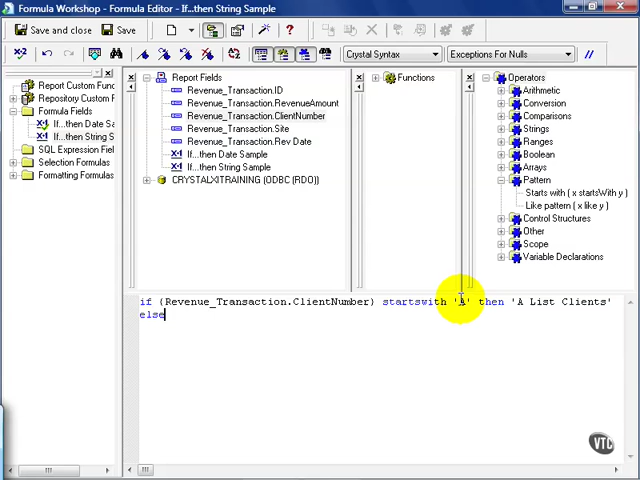 Formula Workshop - Formula Editor - If...then String Sample
Save and close
Save
x-2
Crystal Syntax
Exceptions For Nulls
//
Report Custom Func
Repository Custom F
Formula Fields
If...then Date Sa
If...then String S
SQL Expression Field
Selection Formulas
Formatting Formulas
Report Fields
Revenue_Transaction.ID
Revenue_Transaction.RevenueAmount
Revenue_Transaction.ClientNumber
Revenue_Transaction.Site
Revenue_Transaction.Rev Date
If...then Date Sample
If...then String Sample
CRYSTALXITRAINING (ODBC (RDO))
Functions
Operators
Arithmetic
Conversion
Comparisons
Strings
Ranges
Boolean
Arrays
Pattern
Starts with ( x startsWith y )
Like pattern ( x like y )
Control Structures
Other
Scope
Variable Declarations
if (Revenue_Transaction.ClientNumber) startswith 'A' then 'A List Clients'
else
VTC